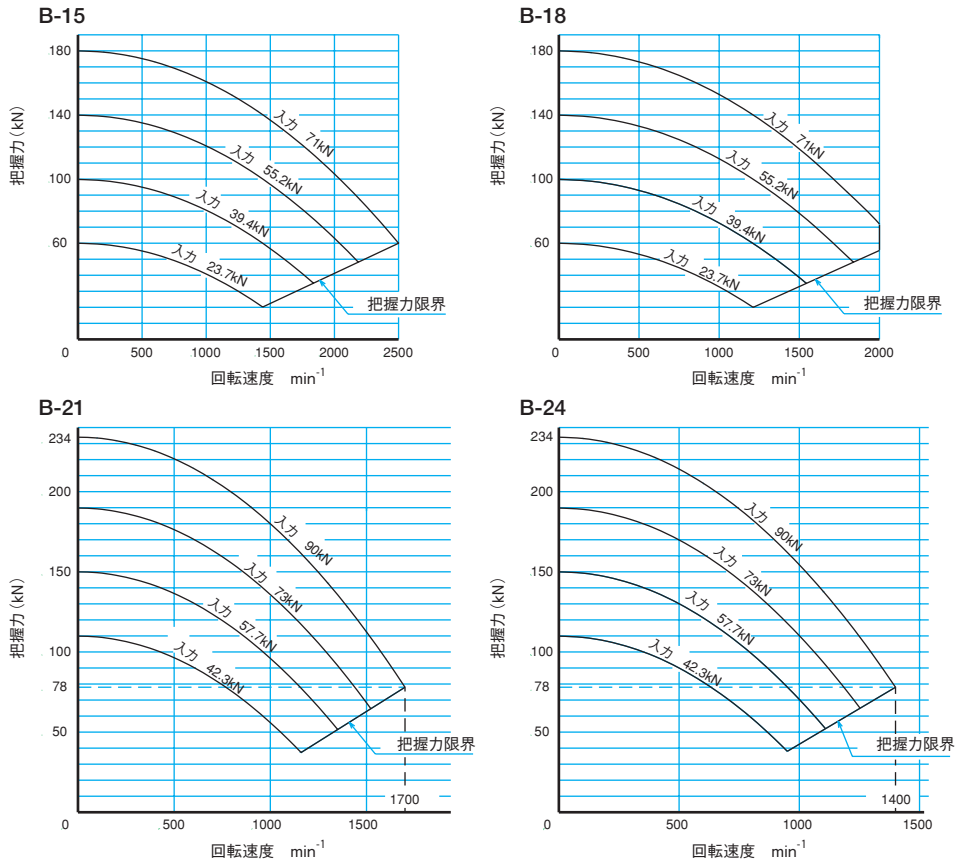 B-15
180
140
100
60
0
500
1000
1500
2000
2500
把握力（kN）
回転速度 min-1
入力 71kN
入力 55.2kN
入力 39.4kN
入力 23.7kN
把握力限界
B-18
180
140
100
60
0
500
1000
1500
2000
把握力（kN）
回転速度 min-1
入力 71kN
入力 55.2kN
入力 39.4kN
入力 23.7kN
把握力限界
B-21
234
200
150
100
78
50
0
500
1000
1500
1700
把握力（kN）
回転速度 min-1
入力 90kN
入力 73kN
入力 57.7kN
入力 42.3kN
把握力限界
B-24
234
200
150
100
78
50
0
500
1000
1500
1400
把握力（kN）
回転速度 min-1
入力 90kN
入力 73kN
入力 57.7kN
入力 42.3kN
把握力限界